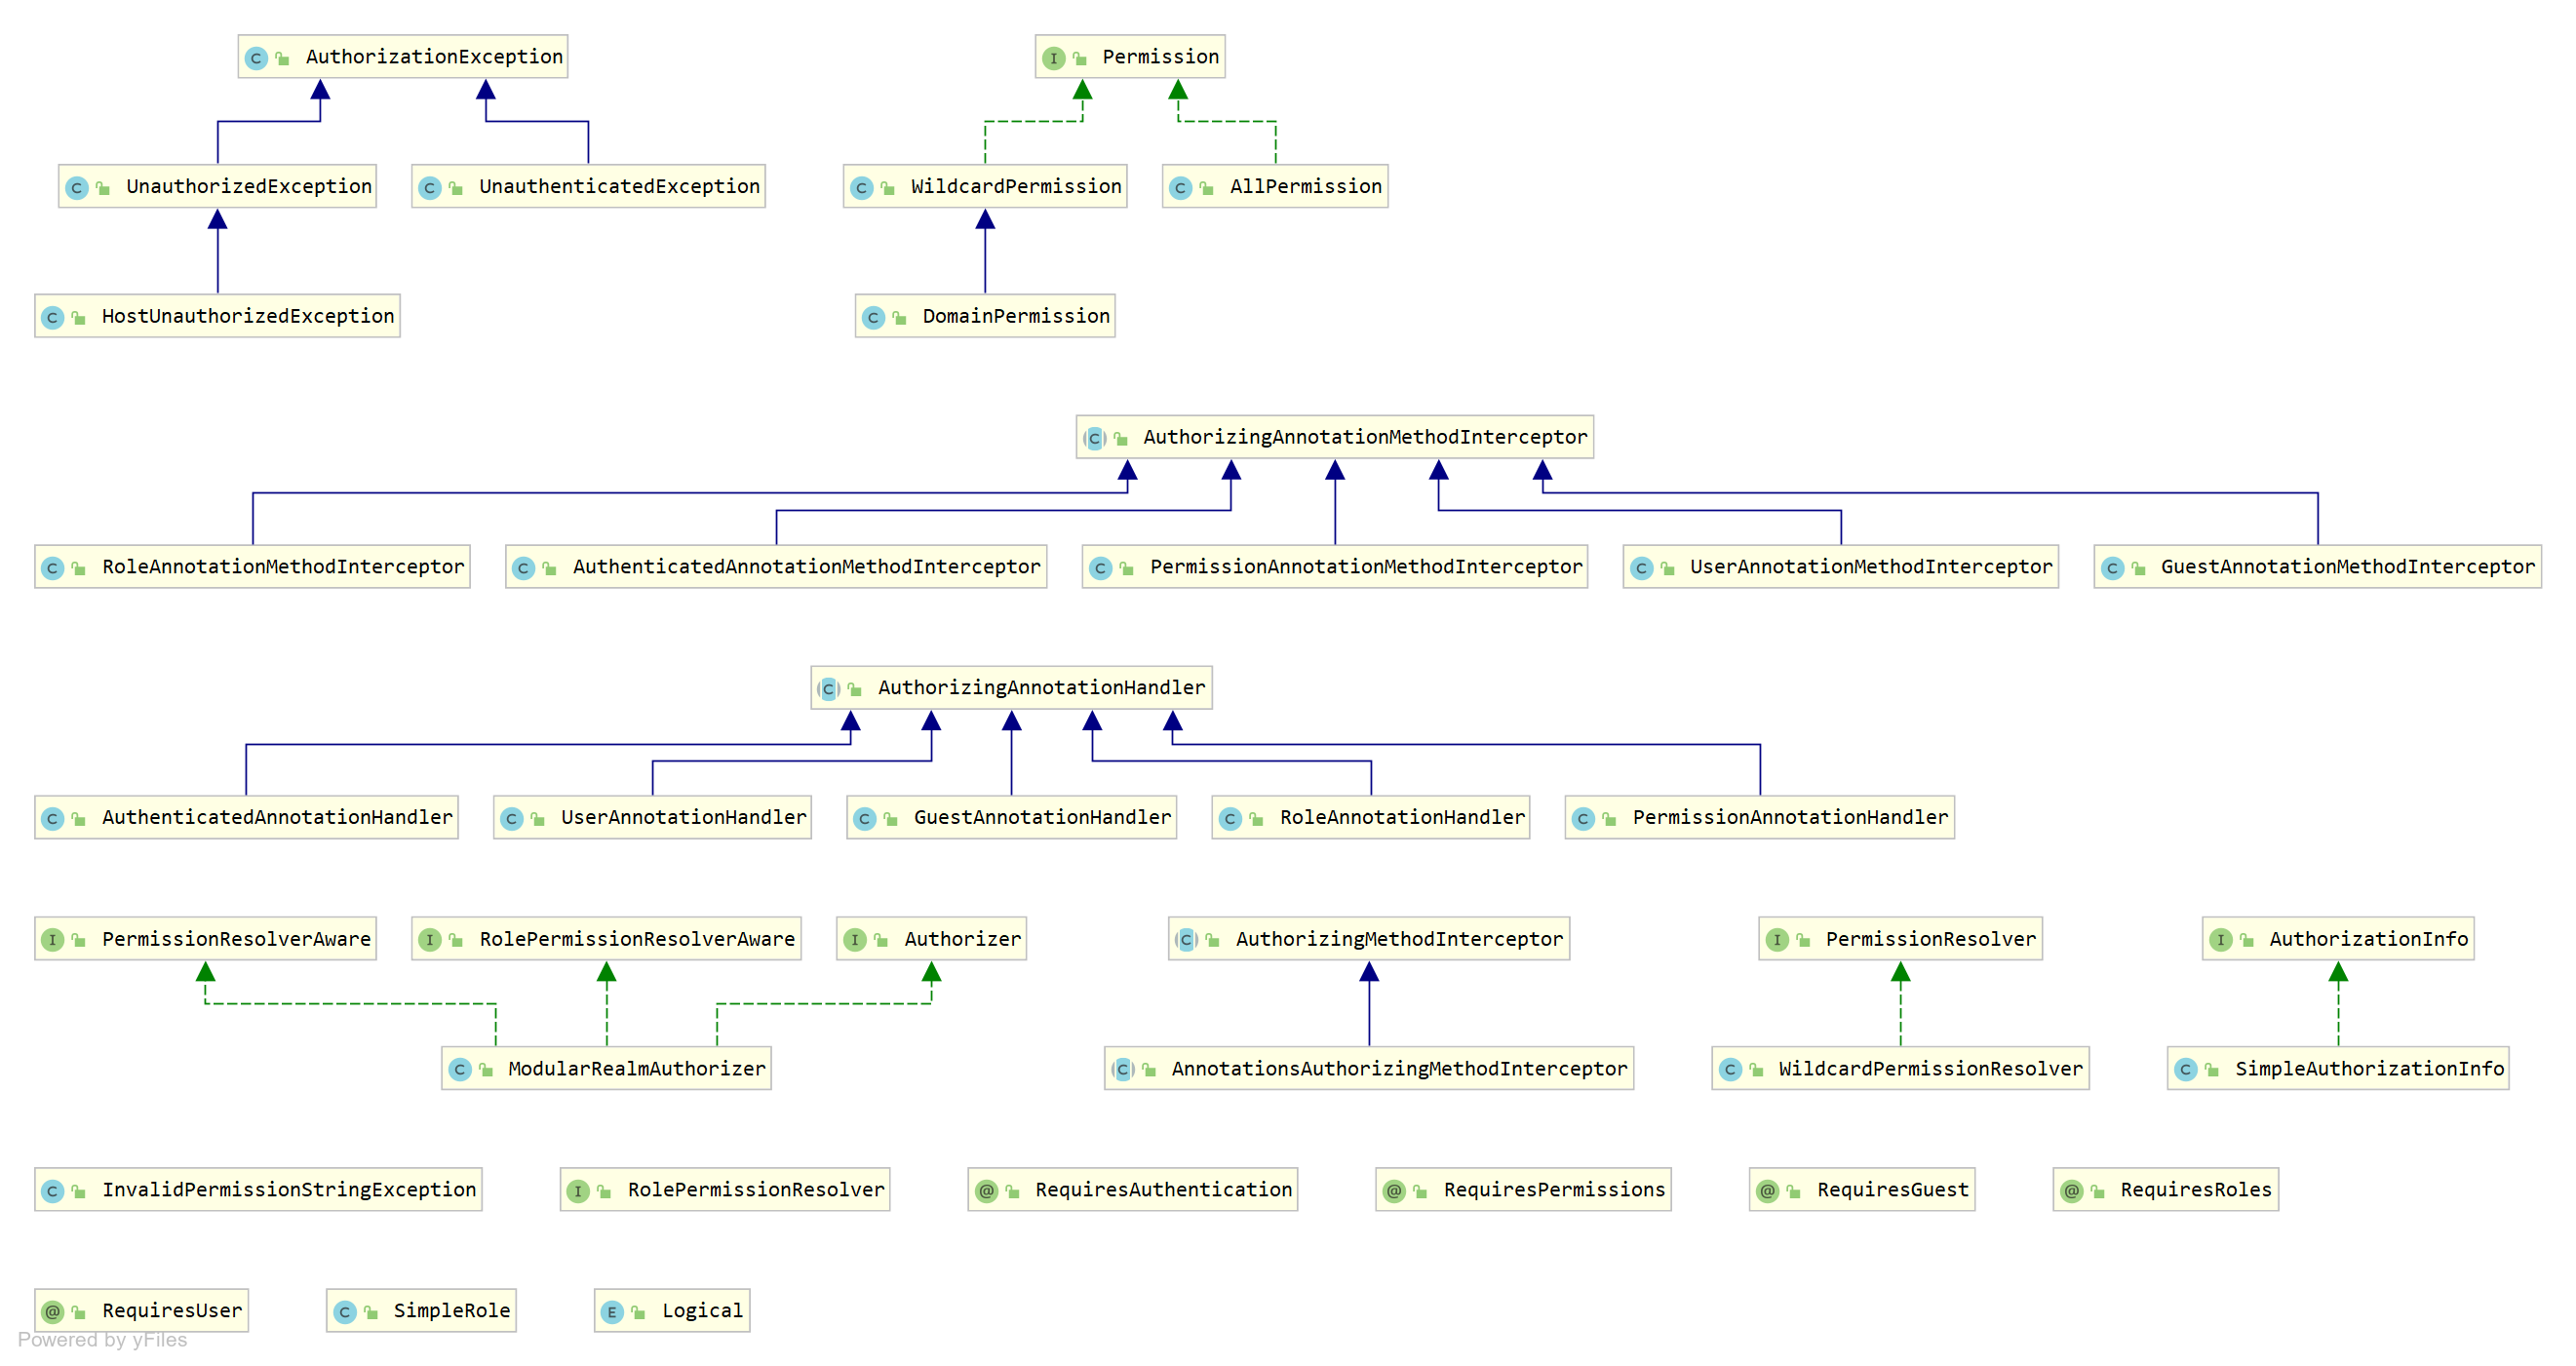 AuthorizationException
Permission
UnauthorizedException
UnauthenticatedException
WildcardPermission
AllPermission
HostUnauthorizedException
DomainPermission
AuthorizingAnnotationMethodInterceptor
RoleAnnotationMethodInterceptor
AuthenticatedAnnotationMethodInterceptor
PermissionAnnotationMethodInterceptor
UserAnnotationMethodInterceptor
GuestAnnotationMethodInterceptor
AuthorizingAnnotationHandler
AuthenticatedAnnotationHandler
UserAnnotationHandler
GuestAnnotationHandler
RoleAnnotationHandler
PermissionAnnotationHandler
PermissionResolverAware
RolePermissionResolverAware
Authorizer
AuthorizingMethodInterceptor
PermissionResolver
AuthorizationInfo
ModularRealmAuthorizer
AnnotationsAuthorizingMethodInterceptor
WildcardPermissionResolver
SimpleAuthorizationInfo
InvalidPermissionStringException
RolePermissionResolver
RequiresAuthentication
RequiresPermissions
RequiresGuest
RequiresRoles
RequiresUser
SimpleRole
Logical
Powered by yFiles